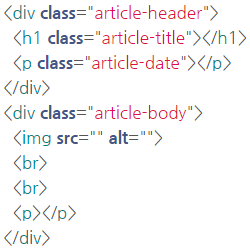 <div class="article-header">
<h1 class="article-title"></h1>
<p class="article-date"></p>
</div>
<div class="article-body">
<img src="" alt="">
<br>
<br>
<p></p>
</div>